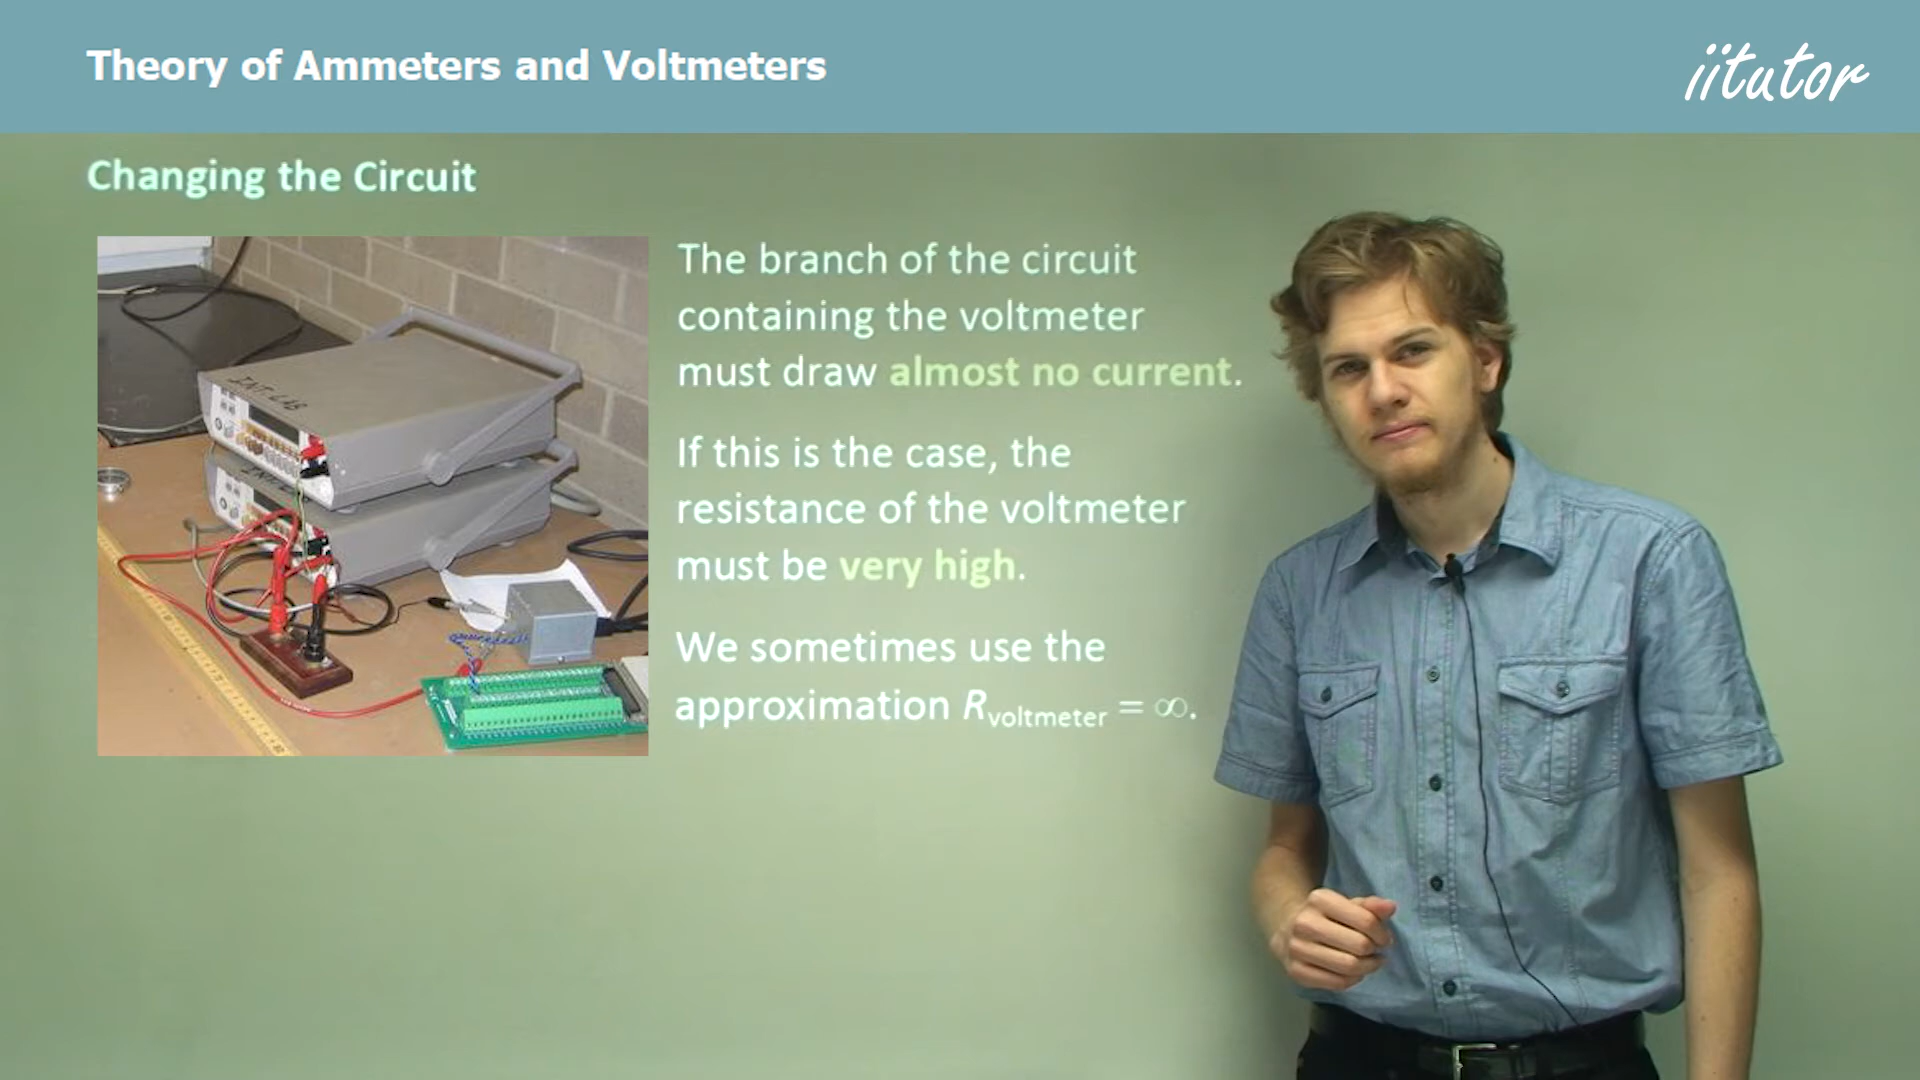 Theory of Ammeters and Voltmeters
iitutor
Changing the Circuit
The branch of the circuit
containing the voltmeter
must draw almost no current.
If this is the case, the
resistance of the voltmeter
must be very high.
We sometimes use the
approximation Rvoltmeter = ∞.
INT-LAB